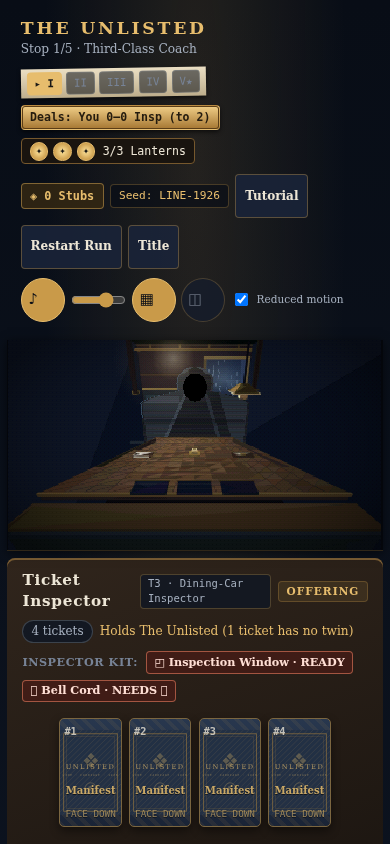 THE UNLISTED
Stop 1/5 · Third-Class Coach
▸ I II III IV V★
Deals: You 0—0 Insp (to 2)
3/3 Lanterns
◈ 0 Stubs Seed: LINE-1926 Tutorial
Restart Run Title
Reduced motion
Ticket Inspector
T3 · Dining-Car Inspector
OFFERING
4 tickets Holds The Unlisted (1 ticket has no twin)
INSPECTOR KIT: ◰ Inspection Window · READY
Bell Cord · NEEDS
#1 #2 #3 #4
UNLISTED UNLISTED UNLISTED UNLISTED
Manifest Manifest Manifest Manifest
FACE DOWN FACE DOWN FACE DOWN FACE DOWN